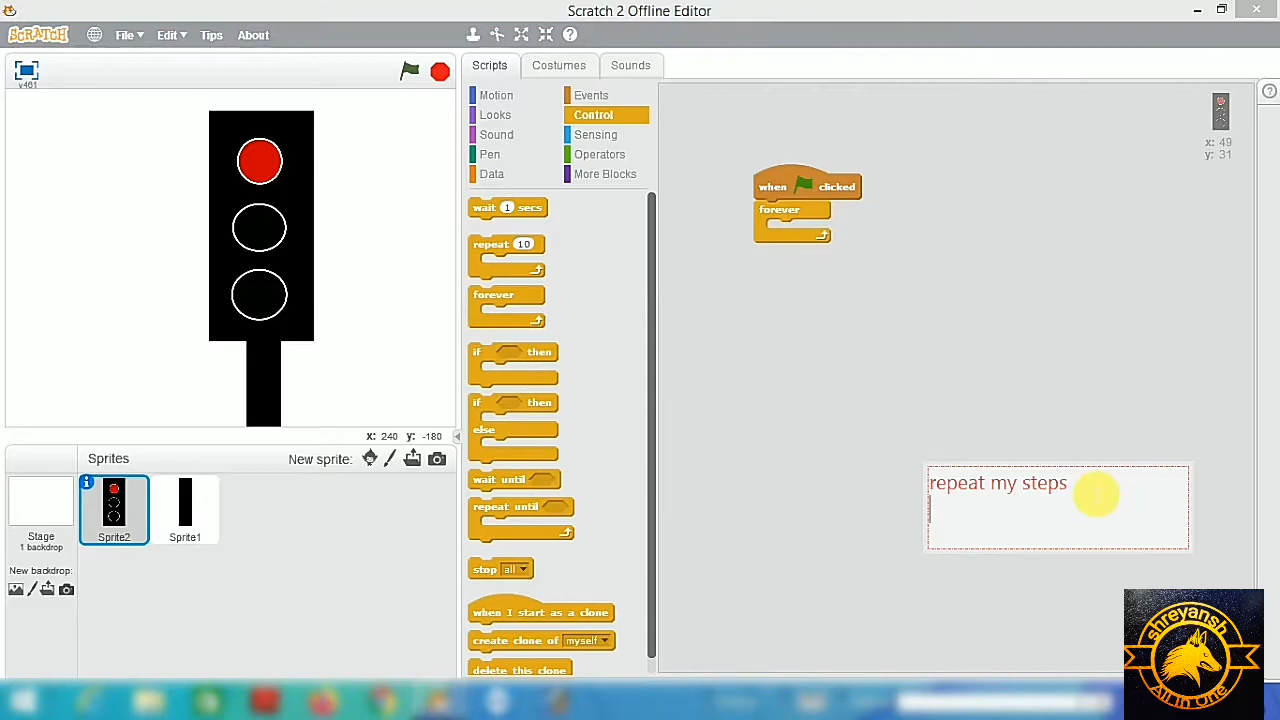 Scratch 2 Offline Editor
SCRATCH
File
Edit
Tips
About
v461
Scripts
Costumes
Sounds
Motion
Looks
Sound
Pen
Data
Events
Control
Sensing
Operators
More Blocks
wait 1 secs
repeat 10
forever
if then
if then
else
wait until
repeat until
stop all
when I start as a clone
create clone of myself
delete this clone
when clicked
forever
x: 49
y: 31
x: 240 y: -180
Sprites
New sprite:
Stage
1 backdrop
New backdrop:
Sprite2
Sprite1
repeat my steps
shreyansh
All in One